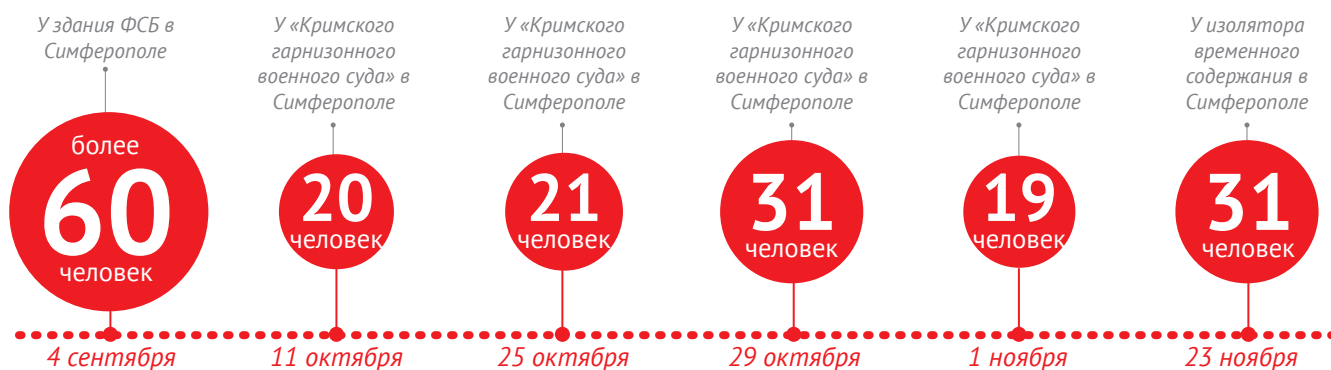 У здания ФСБ в
Симферополе
более
60
человек
4 сентября
У «Кримского
гарнизонного
военного суда» в
Симферополе
20
человек
11 октября
У «Кримского
гарнизонного
военного суда» в
Симферополе
21
человек
25 октября
У «Кримского
гарнизонного
военного суда» в
Симферополе
31
человек
29 октября
У «Кримского
гарнизонного
военного суда» в
Симферополе
19
человек
1 ноября
У изолятора
временного
содержания в
Симферополе
31
человек
23 ноября